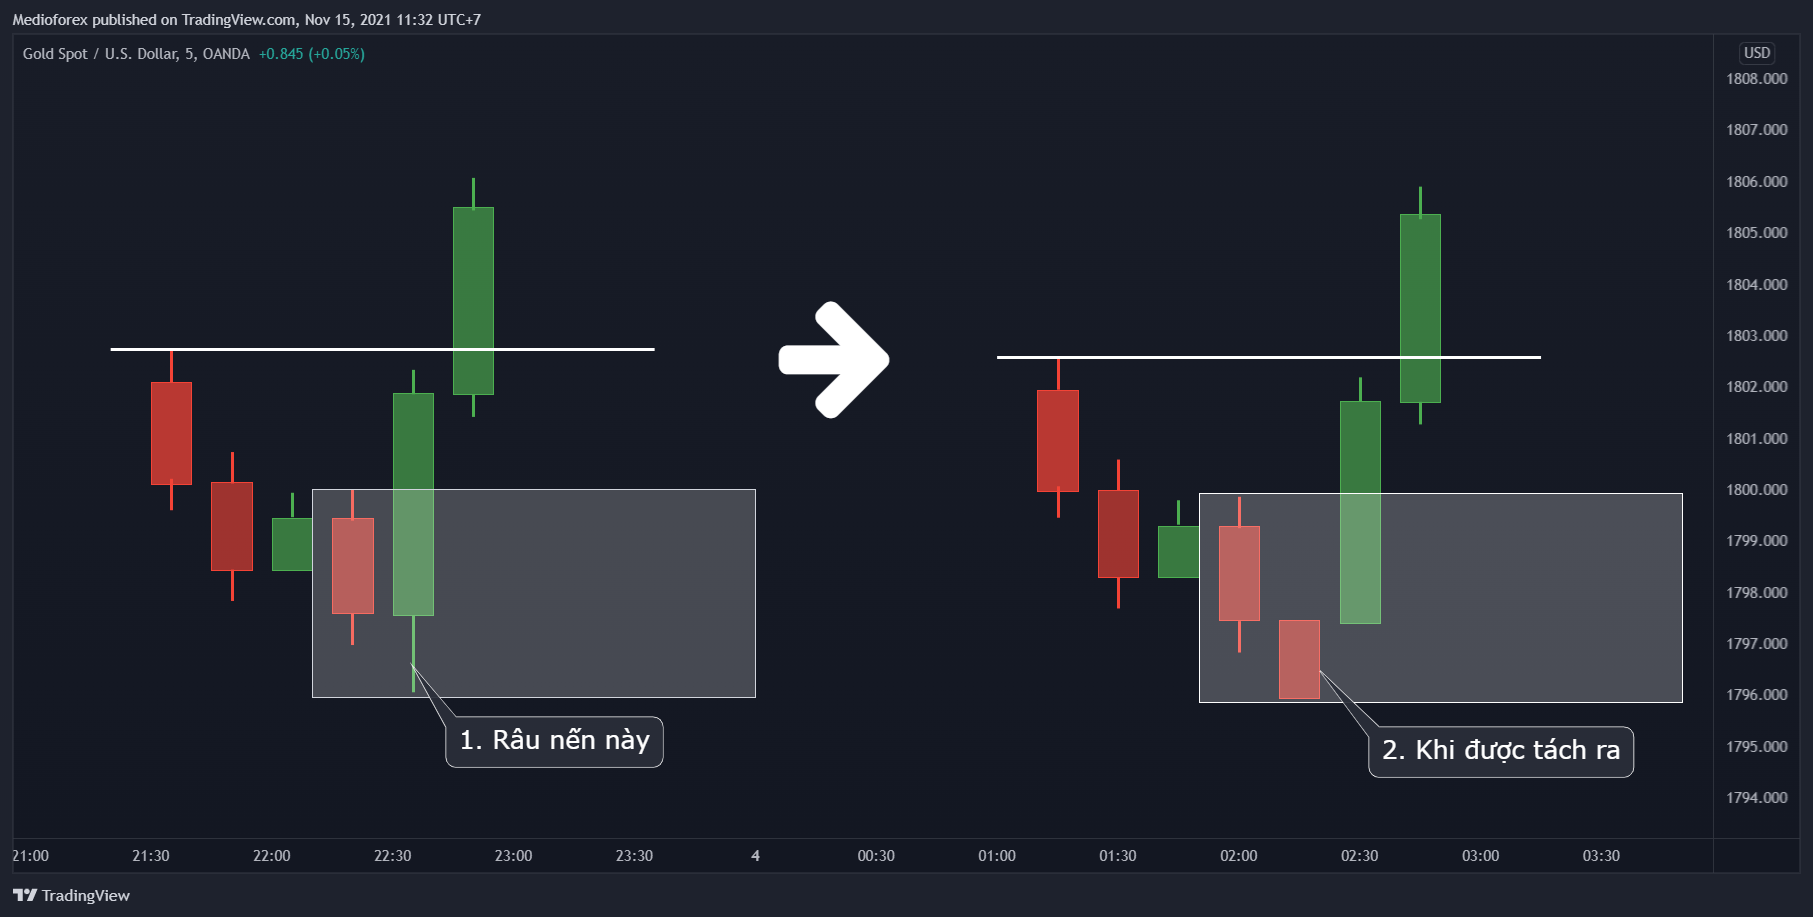 Medioforex published on TradingView.com, Nov 15, 2021 11:32 UTC+7
Gold Spot / U.S. Dollar, 5, OANDA +0.845 (+0.05%)
USD
1808.000
1807.000
1806.000
1805.000
1804.000
1803.000
1802.000
1801.000
1800.000
1799.000
1798.000
1797.000
1796.000
1795.000
1794.000
1. Râu nến này
2. Khi được tách ra
21:00 21:30 22:00 22:30 23:00 23:30 4 00:30 01:00 01:30 02:00 02:30 03:00 03:30
TradingView